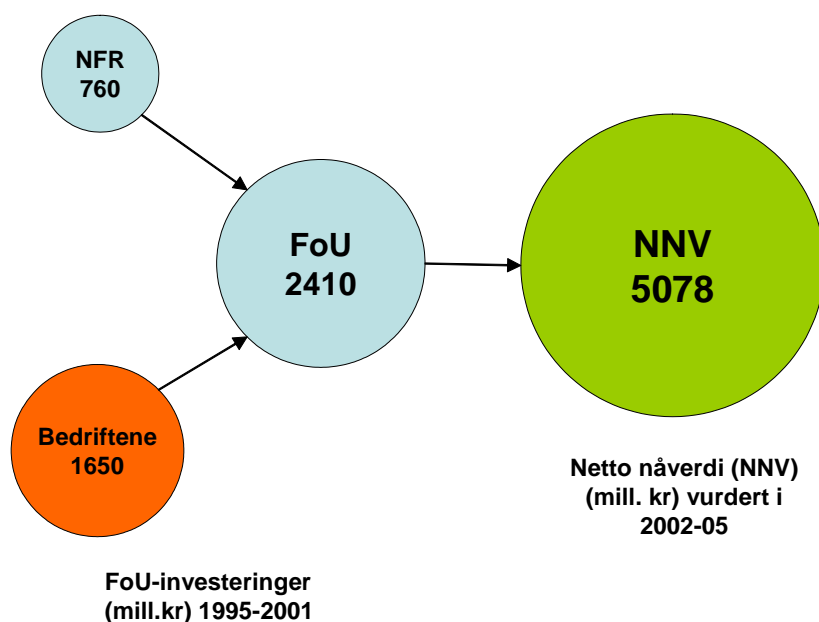 NFR
760
FoU
2410
NNV
5078
Bedriftene
1650
Netto nåverdi (NNV)
(mill. kr) vurdert i
2002-05
FoU-investeringer
(mill.kr) 1995-2001